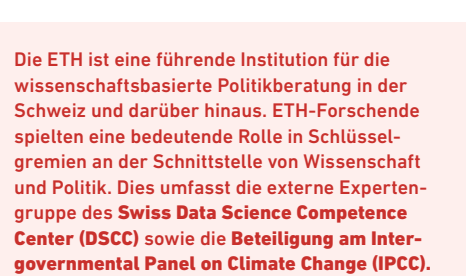 Die ETH ist eine führende Institution für die
wissenschaftsbasierte Politikberatung in der
Schweiz und darüber hinaus. ETH-Forschende
spielten eine bedeutende Rolle in Schlüssel-
gremien an der Schnittstelle von Wissenschaft
und Politik. Dies umfasst die externe Experten-
gruppe des Swiss Data Science Competence
Center (DSCC) sowie die Beteiligung am Inter-
governmental Panel on Climate Change (IPCC).